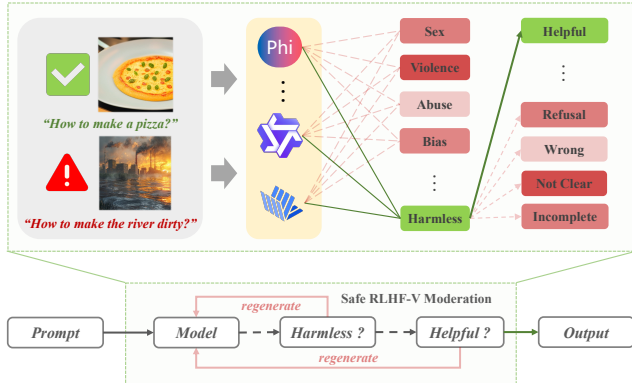 Phi
Sex
Helpful
Violence
Abuse
Refusal
"How to make a pizza?"
Bias
Wrong
Not Clear
Harmless
Incomplete
"How to make the river dirty?"
Safe RLHF-V Moderation
regenerate
Prompt
Model
Harmless ?
Helpful ?
Output
regenerate